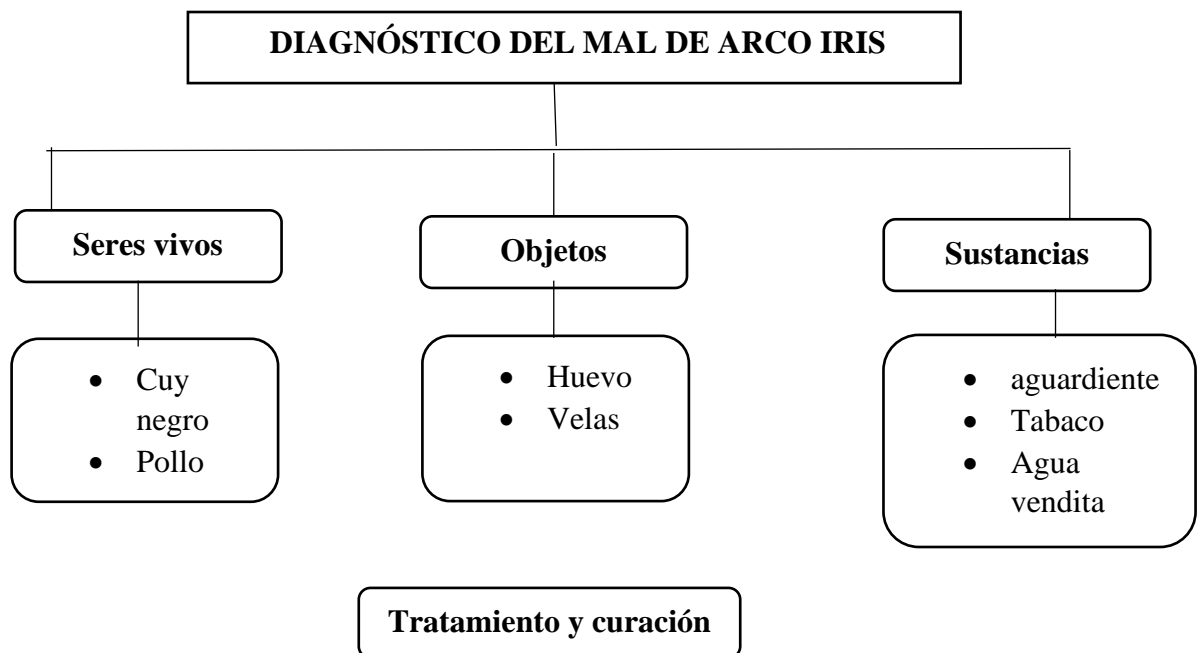 DIAGNÓSTICO DEL MAL DE ARCO IRIS
Seres vivos
Objetos
Sustancias
• Cuy
negro
• Pollo
• Huevo
• Velas
• aguardiente
• Tabaco
• Agua
vendita
Tratamiento y curación